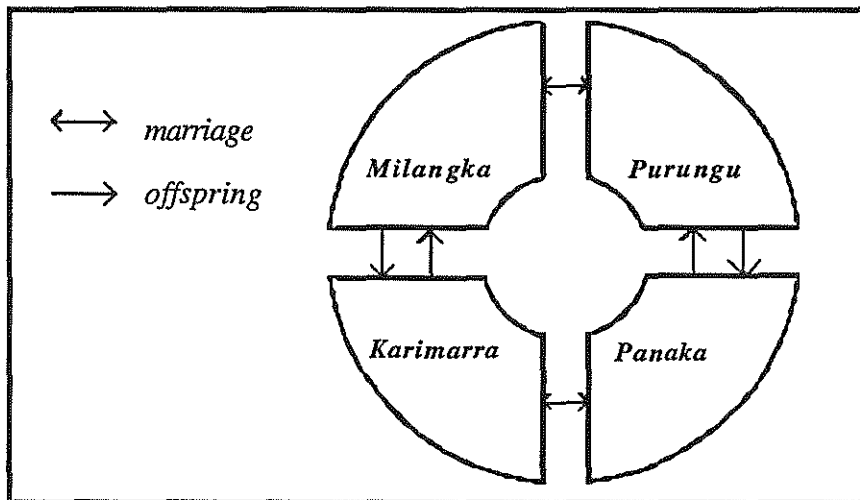 marriage
offspring
Milangka
Purungu
Karimarra
Panaka